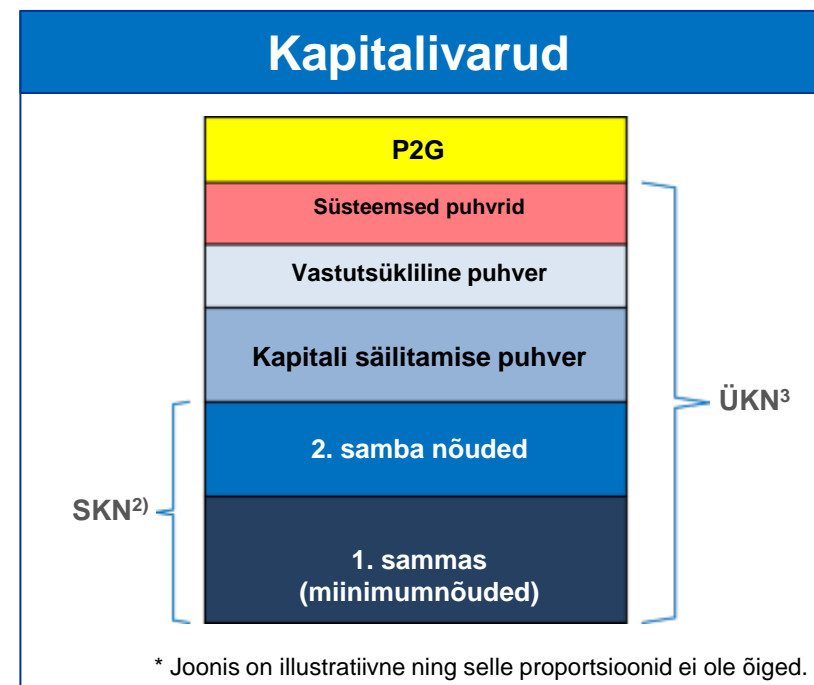 Kapitalivarud
P2G
Süsteemsed puhvrid
Vastutsükliline puhver
Kapitali säilitamise puhver
ÜKN³
2. samba nõuded
SKN²⁾
1. sammas
(miinimumnõuded)
* Joonis on illustratiivne ning selle proportsioonid ei ole õiged.